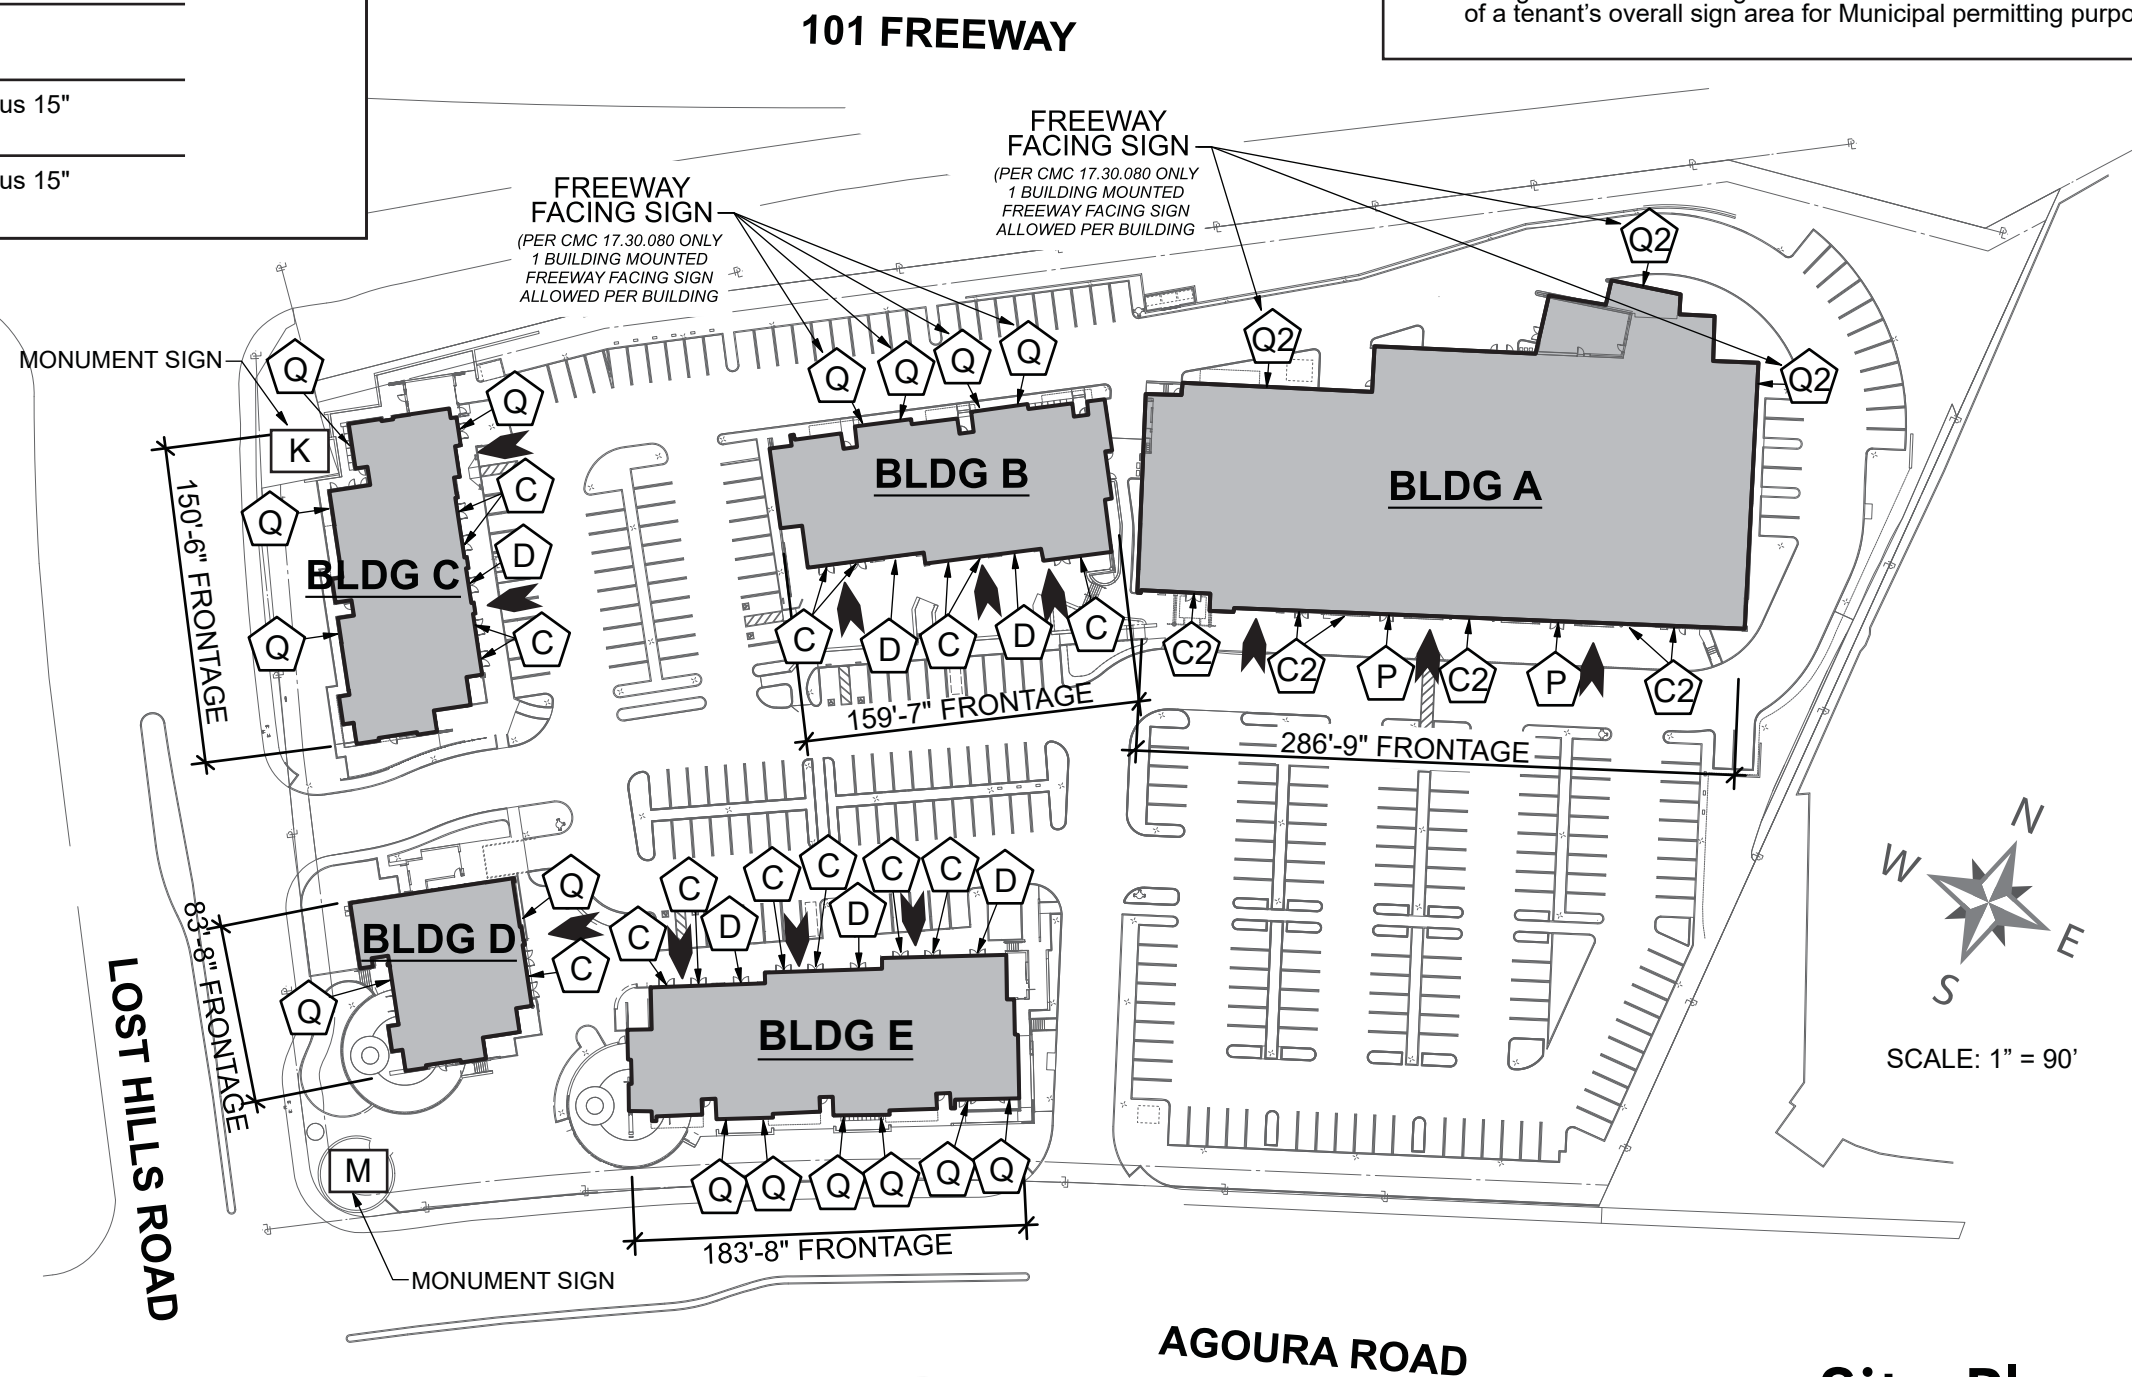 101 FREEWAY
of a tenant’s overall sign area for Municipal permitting
us 15"
us 15"
FREEWAY
FACING SIGN
(PER CMC 17.30.080 ONLY
1 BUILDING MOUNTED
FREEWAY FACING SIGN
ALLOWED PER BUILDING
FREEWAY
FACING SIGN
(PER CMC 17.30.080 ONLY
1 BUILDING MOUNTED
FREEWAY FACING SIGN
ALLOWED PER BUILDING
Q2
Q2
Q2
MONUMENT SIGN
Q
Q
Q
Q
Q
Q
K
BLDG B
BLDG A
C
Q
D
150'-6" FRONTAGE
BLDG C
C
Q
C
D
C
D
C
C2
C2
P
C2
P
C2
159'-7" FRONTAGE
286'-9" FRONTAGE
N
W
E
S
SCALE: 1” = 90’
Q
C
C
C
C
C
D
C
D
D
83'-8" FRONTAGE
BLDG D
C
Q
BLDG E
LOST HILLS ROAD
M
Q
Q
Q
Q
Q
Q
183'-8" FRONTAGE
MONUMENT SIGN
AGOURA ROAD